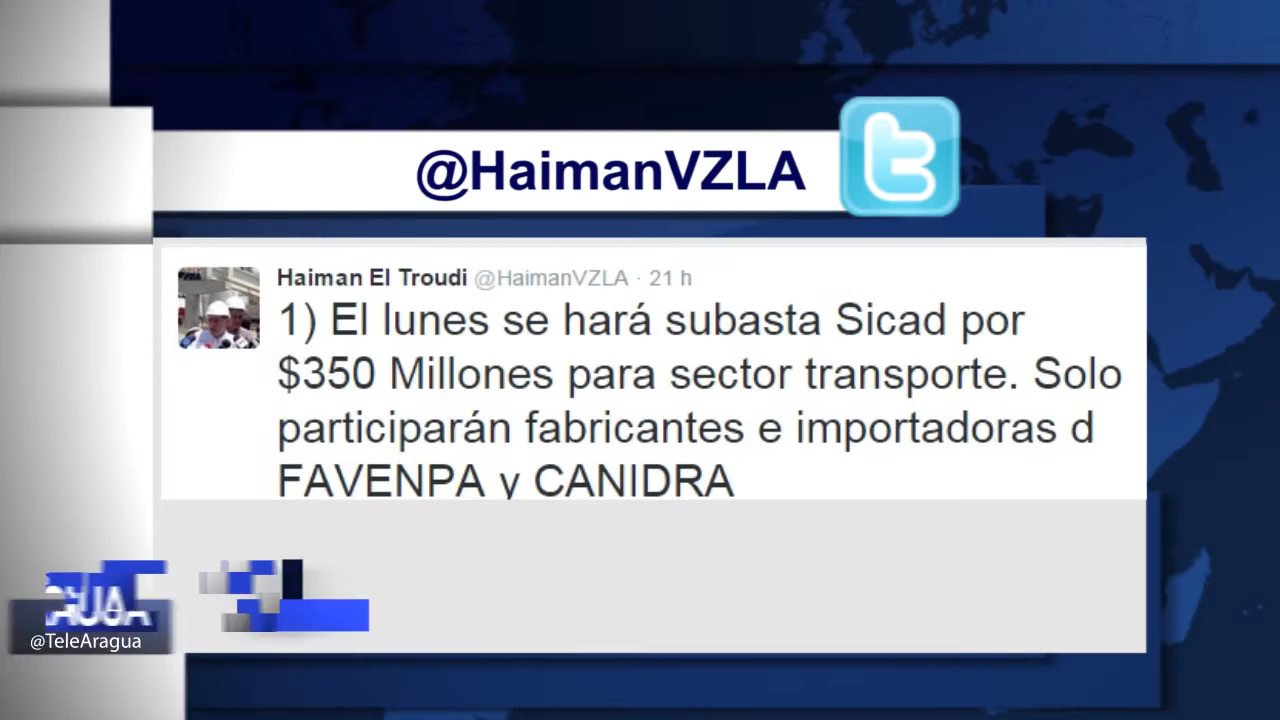 @HaimanVZLA
Haiman El Troudi @HaimanVZLA · 21 h
1) El lunes se hará subasta Sicad por
$350 Millones para sector transporte. Solo
participarán fabricantes e importadoras d
FAVENPA y CANIDRA
@TeleAragua